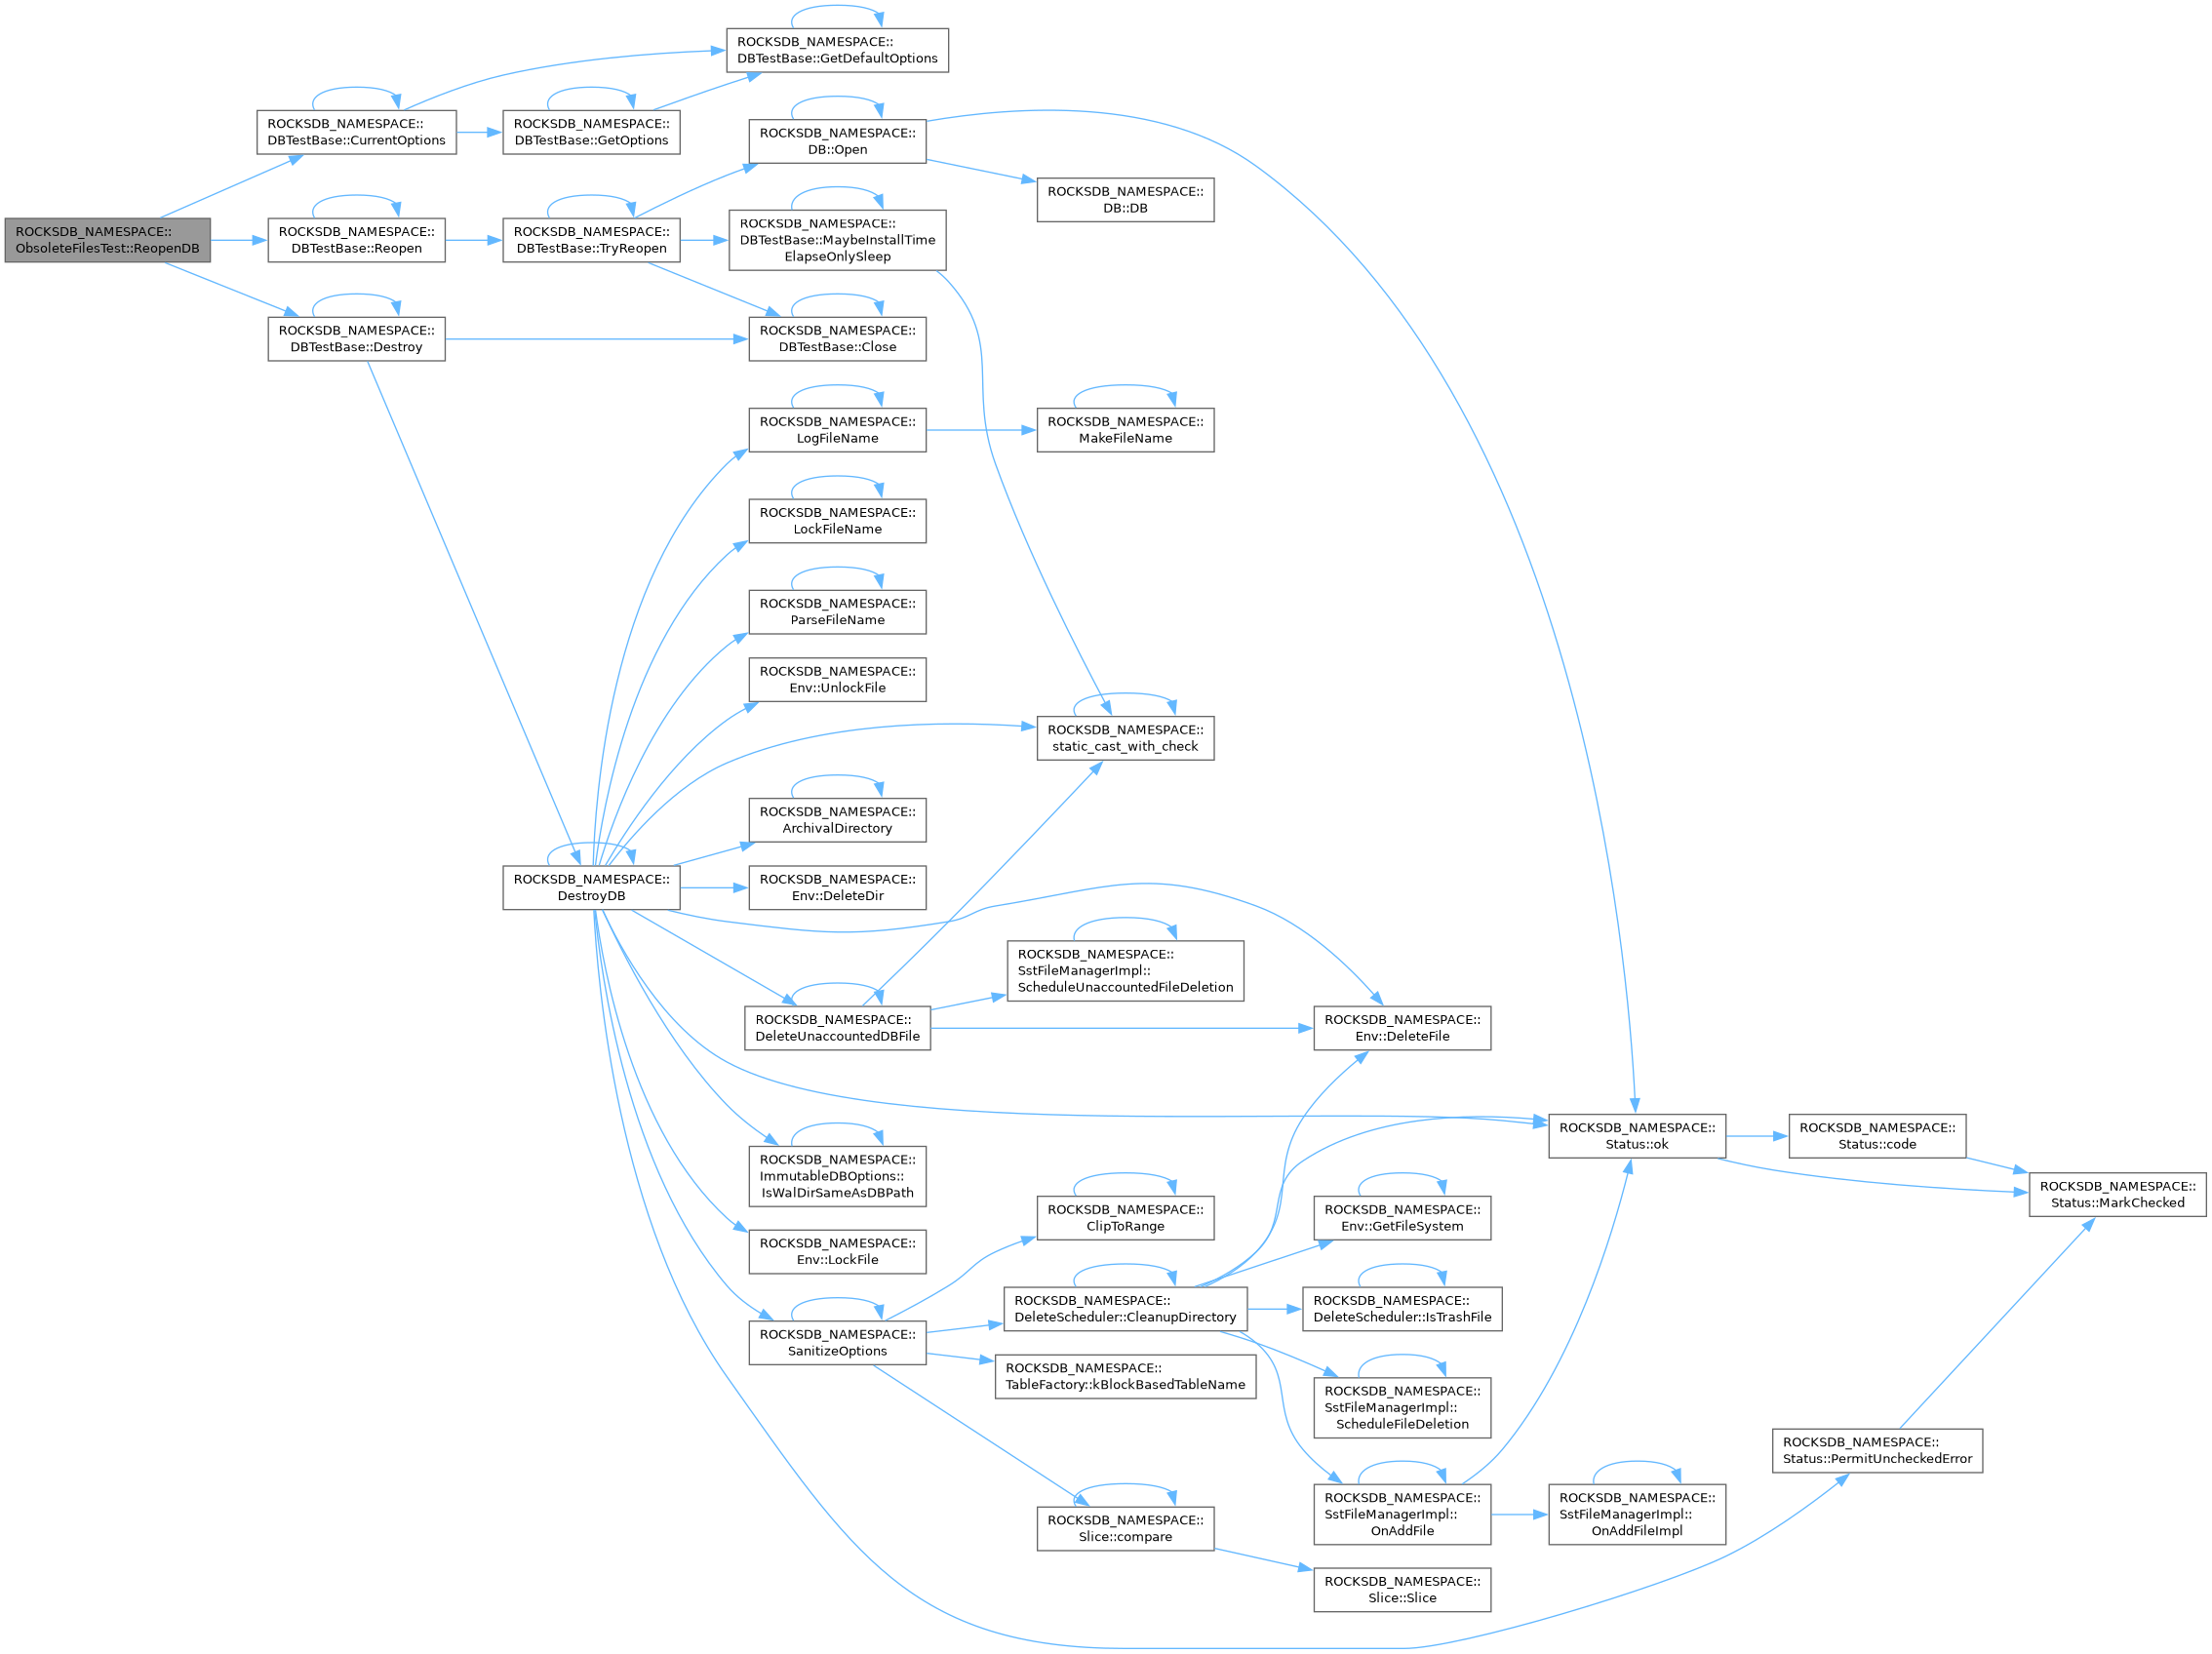 ROCKSDB_NAMESPACE::
ObsoleteFilesTest::ReopenDB
ROCKSDB_NAMESPACE::
DBTestBase::CurrentOptions
ROCKSDB_NAMESPACE::
DBTestBase::Reopen
ROCKSDB_NAMESPACE::
DBTestBase::Destroy
ROCKSDB_NAMESPACE::
DBTestBase::GetOptions
ROCKSDB_NAMESPACE::
DBTestBase::TryReopen
ROCKSDB_NAMESPACE::
DestroyDB
ROCKSDB_NAMESPACE::
DBTestBase::GetDefaultOptions
ROCKSDB_NAMESPACE::
DB::Open
ROCKSDB_NAMESPACE::
DBTestBase::MaybeInstallTime
ElapseOnlySleep
ROCKSDB_NAMESPACE::
DBTestBase::Close
ROCKSDB_NAMESPACE::
LogFileName
ROCKSDB_NAMESPACE::
LockFileName
ROCKSDB_NAMESPACE::
ParseFileName
ROCKSDB_NAMESPACE::
Env::UnlockFile
ROCKSDB_NAMESPACE::
ArchivalDirectory
ROCKSDB_NAMESPACE::
Env::DeleteDir
ROCKSDB_NAMESPACE::
DeleteUnaccountedDBFile
ROCKSDB_NAMESPACE::
ImmutableDBOptions::
IsWalDirSameAsDBPath
ROCKSDB_NAMESPACE::
Env::LockFile
ROCKSDB_NAMESPACE::
SanitizeOptions
ROCKSDB_NAMESPACE::
DB::DB
ROCKSDB_NAMESPACE::
MakeFileName
ROCKSDB_NAMESPACE::
static_cast_with_check
ROCKSDB_NAMESPACE::
SstFileManagerImpl::
ScheduleUnaccountedFileDeletion
ROCKSDB_NAMESPACE::
ClipToRange
ROCKSDB_NAMESPACE::
DeleteScheduler::CleanupDirectory
ROCKSDB_NAMESPACE::
TableFactory::kBlockBasedTableName
ROCKSDB_NAMESPACE::
Slice::compare
ROCKSDB_NAMESPACE::
Env::DeleteFile
ROCKSDB_NAMESPACE::
Env::GetFileSystem
ROCKSDB_NAMESPACE::
DeleteScheduler::IsTrashFile
ROCKSDB_NAMESPACE::
SstFileManagerImpl::
ScheduleFileDeletion
ROCKSDB_NAMESPACE::
SstFileManagerImpl::
OnAddFile
ROCKSDB_NAMESPACE::
Slice::Slice
ROCKSDB_NAMESPACE::
Status::ok
ROCKSDB_NAMESPACE::
SstFileManagerImpl::
OnAddFileImpl
ROCKSDB_NAMESPACE::
Status::code
ROCKSDB_NAMESPACE::
Status::PermitUncheckedError
ROCKSDB_NAMESPACE::
Status::MarkChecked